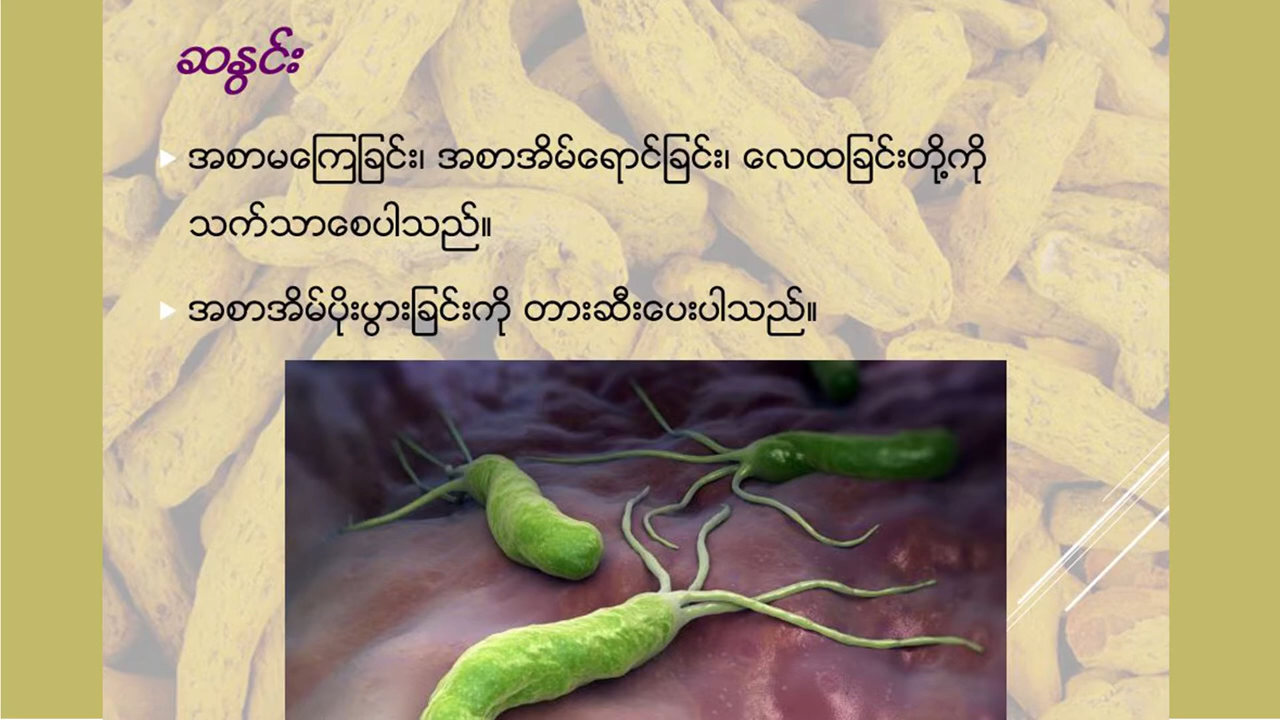 ဆနွင်း
အစာမကြေခြင်း၊ အစာအိမ်ရောင်ခြင်း၊ လေထခြင်းတို့ကို
သက်သာစေပါသည်။
အစာအိမ်ပိုးပွားခြင်းကို တားဆီးပေးပါသည်။